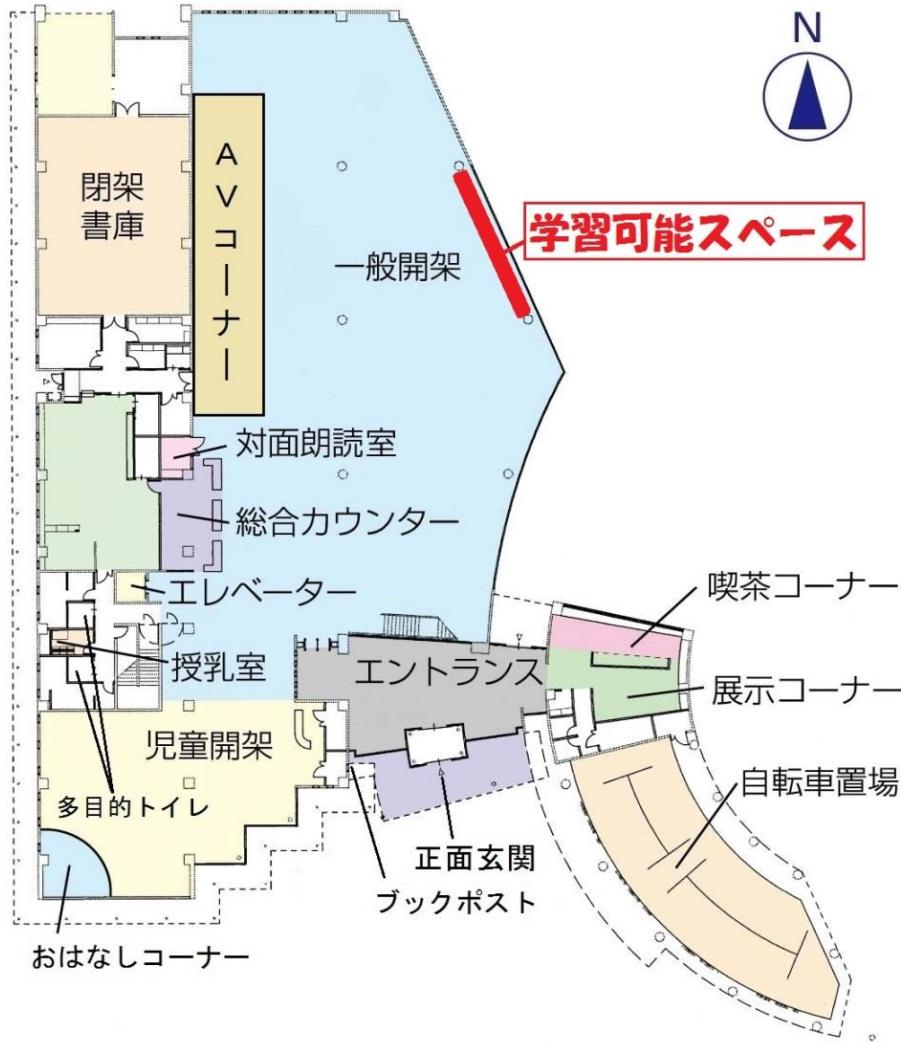 N
閉架
書庫
AVコーナー
学習可能スペース
一般開架
対面朗読室
総合カウンター
エレベーター
喫茶コーナー
授乳室
エントランス
展示コーナー
児童開架
自転車置場
多目的トイレ
正面玄関
ブックポスト
おはなしコーナー